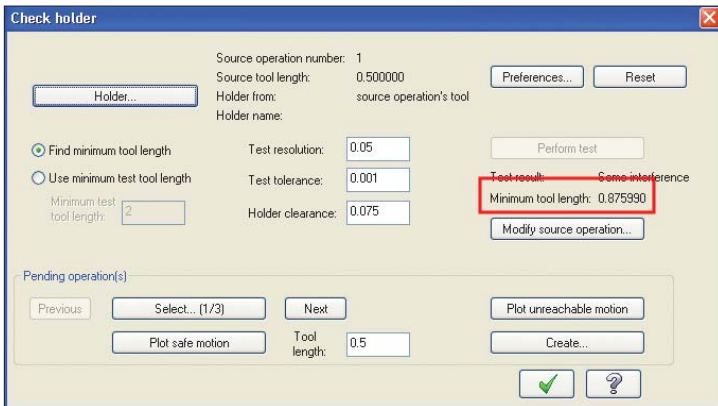 Check holder
Source operation number: 1
Source tool length: 0.500000
Holder from: source operation's tool
Holder name:
Holder...
Preferences...
Reset
Find minimum tool length
Use minimum test tool length
Minimum test
tool length: 2
Test resolution: 0.05
Test tolerance: 0.001
Holder clearance: 0.075
Perform test
Test result: Some interference
Minimum tool length: 0.875990
Modify source operation...
Pending operation(s)
Previous
Select... (1/3)
Next
Plot unreachable motion
Plot safe motion
Tool
length: 0.5
Create...